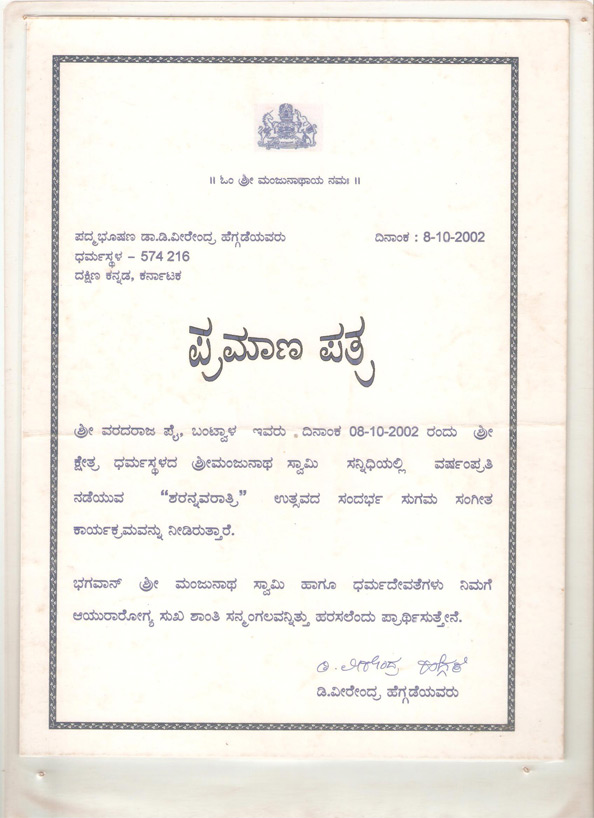 ॥ ಓಂ ಶ್ರೀ ಮಂಜುನಾಥಾಯ ನಮಃ ॥
ಪದ್ಮಭೂಷಣ ಡಾ.ಡಿ.ವೀರೇಂದ್ರ ಹೆಗ್ಗಡೆಯವರು ದಿನಾಂಕ : 8-10-2002
ಧರ್ಮಸ್ಥಳ – 574 216
ದಕ್ಷಿಣ ಕನ್ನಡ, ಕರ್ನಾಟಕ
ಪ್ರಮಾಣ ಪತ್ರ
ಶ್ರೀ ವರದರಾಜ ಪೈ, ಬಂಟ್ವಾಳ ಇವರು ದಿನಾಂಕ 08-10-2002 ರಂದು ಶ್ರೀ
ಕ್ಷೇತ್ರ ಧರ್ಮಸ್ಥಳದ ಶ್ರೀಮಂಜುನಾಥ ಸ್ವಾಮಿ ಸನ್ನಿಧಿಯಲ್ಲಿ ವರ್ಷಂಪ್ರತಿ
ನಡೆಯುವ “ಶರನ್ನವರಾತ್ರಿ” ಉತ್ಸವದ ಸಂದರ್ಭ ಸುಗಮ ಸಂಗೀತ
ಕಾರ್ಯಕ್ರಮವನ್ನು ನೀಡಿರುತ್ತಾರೆ.
ಭಗವಾನ್ ಶ್ರೀ ಮಂಜುನಾಥ ಸ್ವಾಮಿ ಹಾಗೂ ಧರ್ಮದೇವತೆಗಳು ನಿಮಗೆ
ಆಯುರಾರೋಗ್ಯ ಸುಖ ಶಾಂತಿ ಸನ್ಮಂಗಲವನ್ನಿತ್ತು ಹರಸಲೆಂದು ಪ್ರಾರ್ಥಿಸುತ್ತೇನೆ.
ಡಿ. ವೀರೇಂದ್ರ ಹೆಗ್ಗಡೆ
ಡಿ.ವೀರೇಂದ್ರ ಹೆಗ್ಗಡೆಯವರು